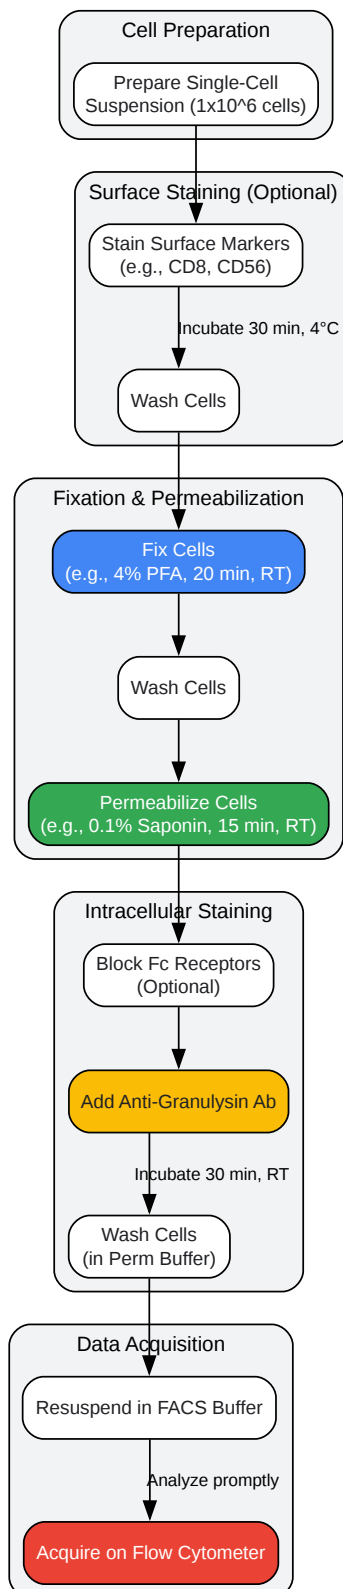 Cell Preparation
Prepare Single-Cell
Suspension (1x10^6 cells)
Surface Staining (Optional)
Stain Surface Markers
(e.g., CD8, CD56)
Incubate 30 min, 4°C
Wash Cells
Fixation & Permeabilization
Fix Cells
(e.g., 4% PFA, 20 min, RT)
Wash Cells
Permeabilize Cells
(e.g., 0.1% Saponin, 15 min, RT)
Intracellular Staining
Block Fc Receptors
(Optional)
Add Anti-Granulysin Ab
Incubate 30 min, RT
Wash Cells
(in Perm Buffer)
Data Acquisition
Resuspend in FACS Buffer
Analyze promptly
Acquire on Flow Cytometer